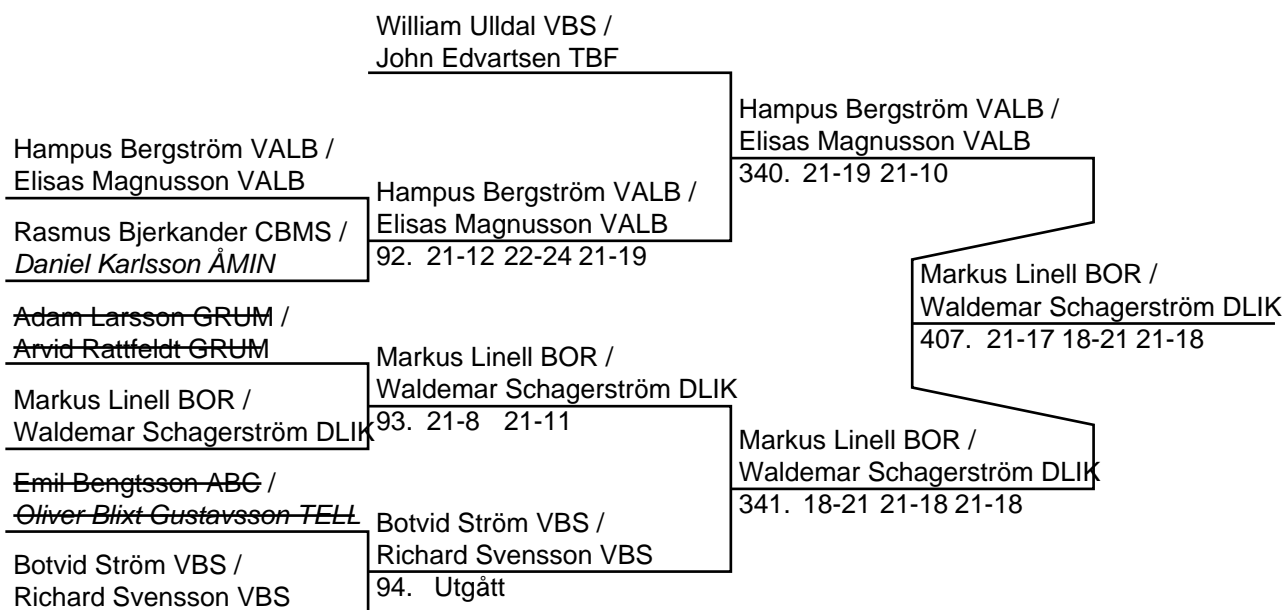 William Ulldal VBS /
John Edvartsen TBF
Hampus Bergström VALB /
Elisas Magnusson VALB
340. 21-19 21-10
Hampus Bergström VALB /
Elisas Magnusson VALB
Hampus Bergström VALB /
Elisas Magnusson VALB
92. 21-12 22-24 21-19
Rasmus Bjerkander CBMS /
Daniel Karlsson ÅMIN
Markus Linell BOR /
Waldemar Schagerström DLIK
407. 21-17 18-21 21-18
Adam Larsson GRUM /
Arvid Rattfeldt GRUM
Markus Linell BOR /
Waldemar Schagerström DLIK
93. 21-8 21-11
Markus Linell BOR /
Waldemar Schagerström DLIK
Markus Linell BOR /
Waldemar Schagerström DLIK
341. 18-21 21-18 21-18
Emil Bengtsson ABC /
Oliver Blixt Gustavsson TELL
Botvid Ström VBS /
Richard Svensson VBS
94. Utgått
Botvid Ström VBS /
Richard Svensson VBS